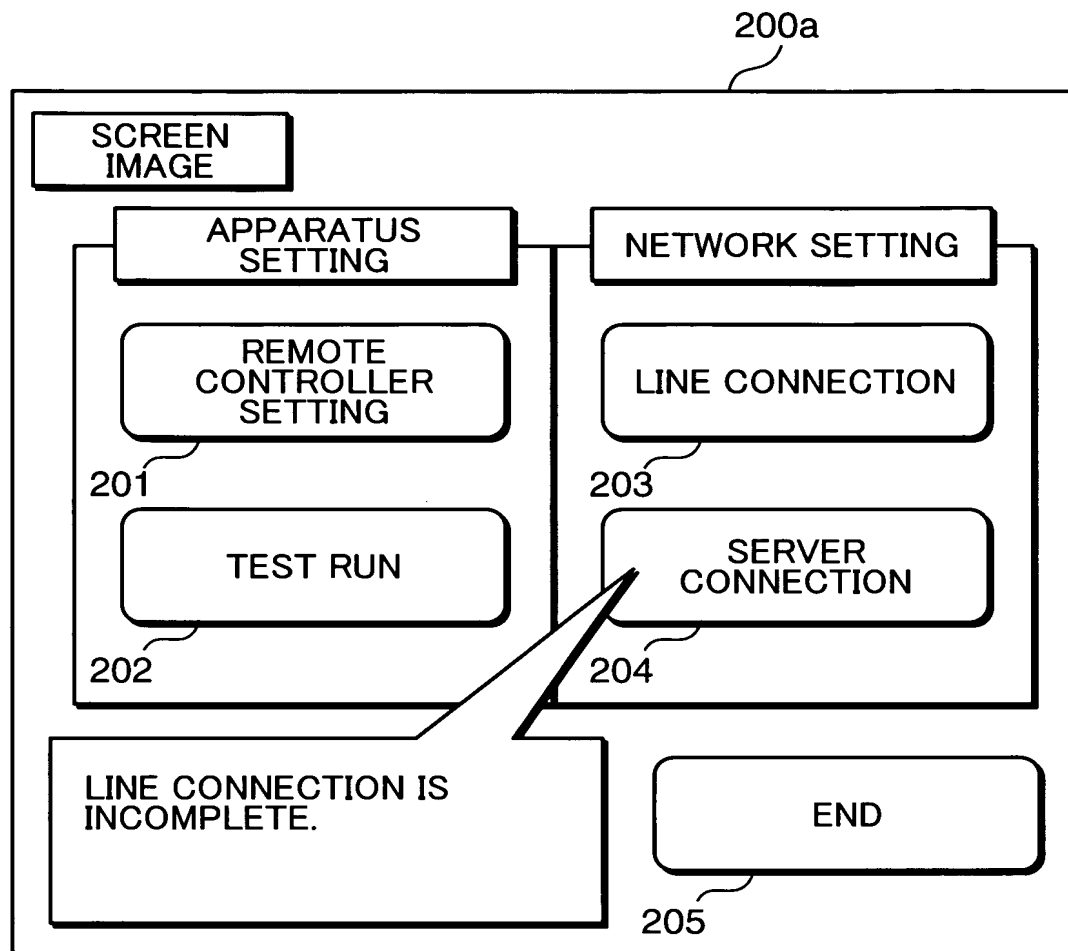 200a
SCREEN
IMAGE
APPARATUS
SETTING
NETWORK SETTING
REMOTE
CONTROLLER
SETTING
201
LINE CONNECTION
203
TEST RUN
202
SERVER
CONNECTION
204
LINE CONNECTION IS
INCOMPLETE.
END
205